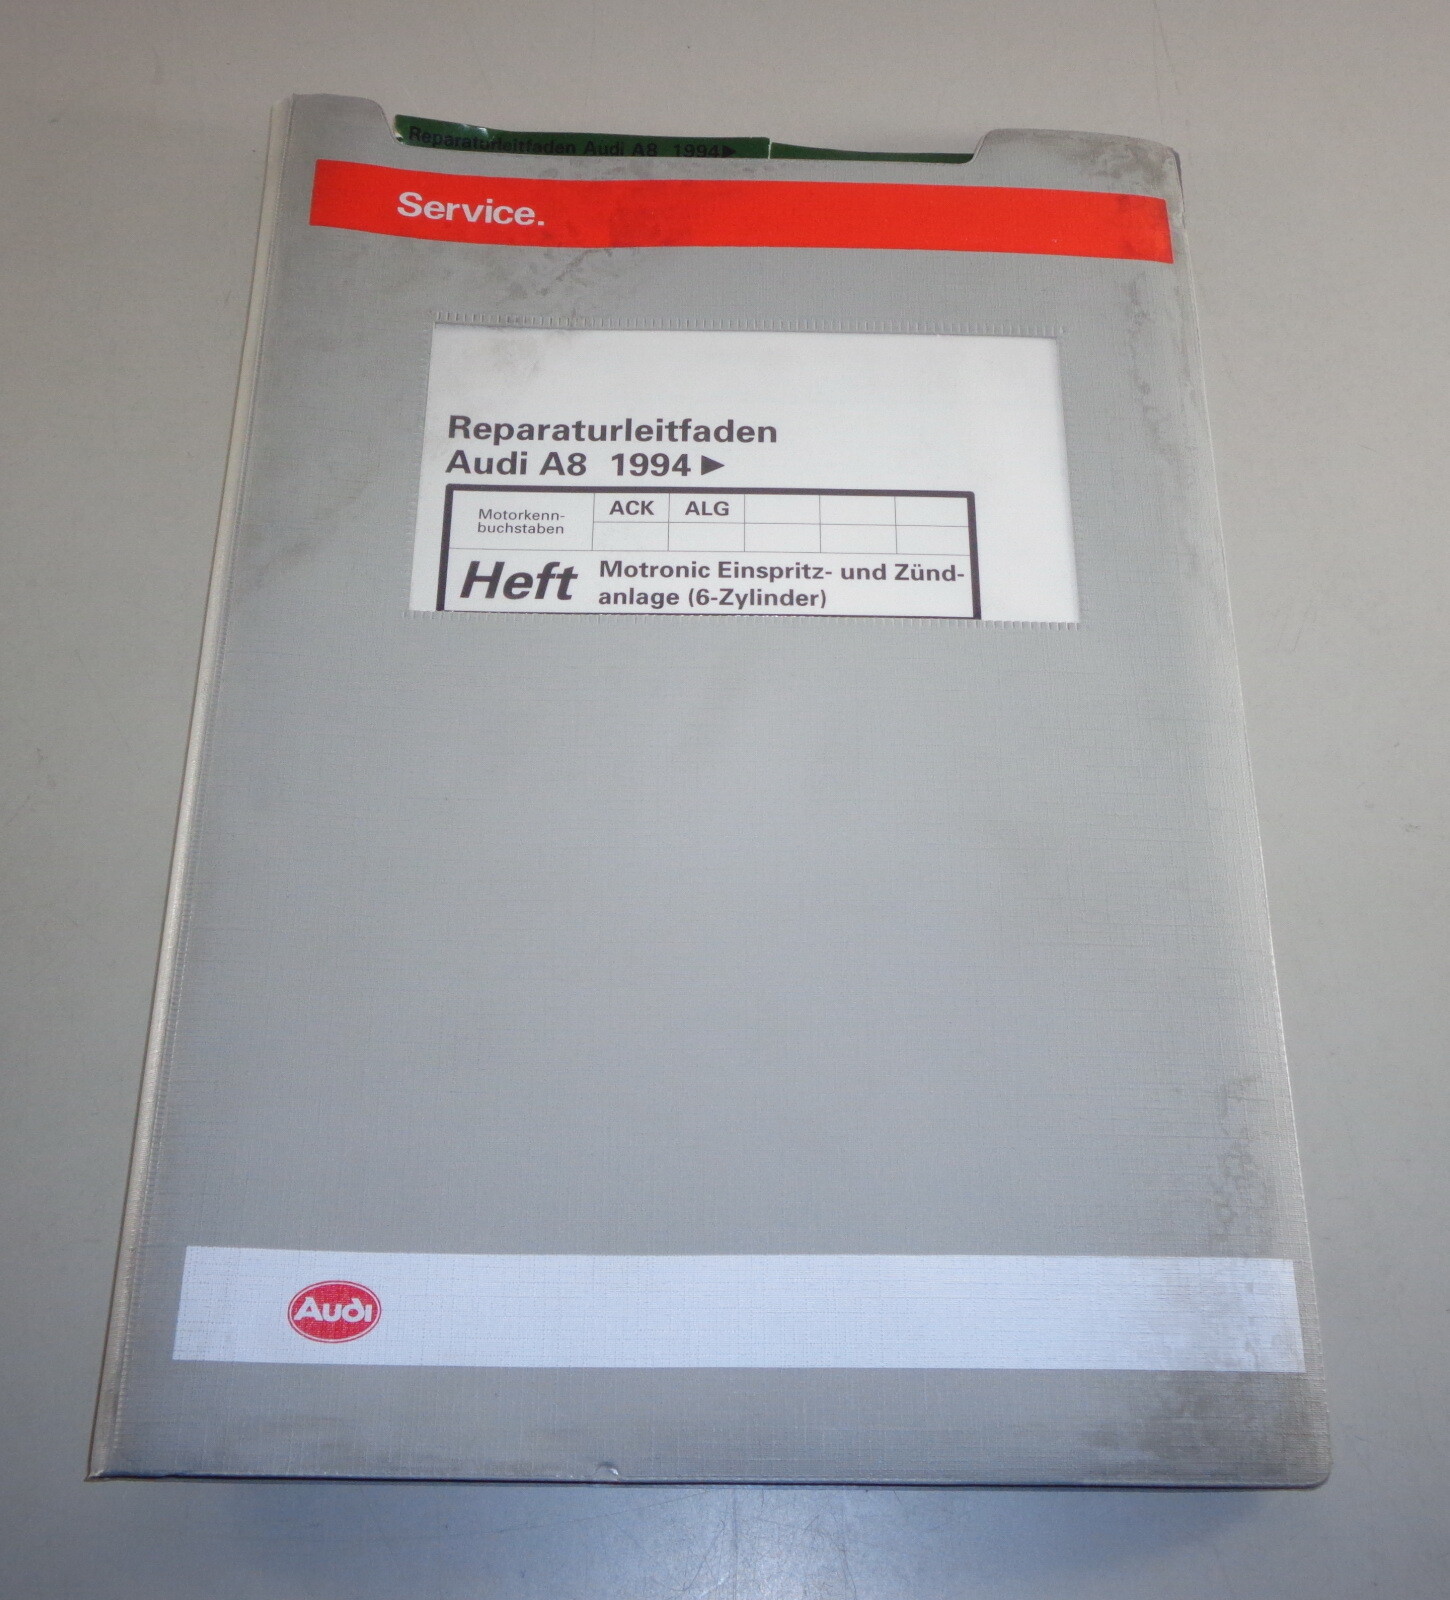 Reparaturleitfaden Audi A8 1994►
Service.
Reparaturleitfaden
Audi A8 1994►
Motorkenn-
buchstaben
ACK ALG
Heft
Motronic Einspritz- und Zünd-
anlage (6-Zylinder)
Audi